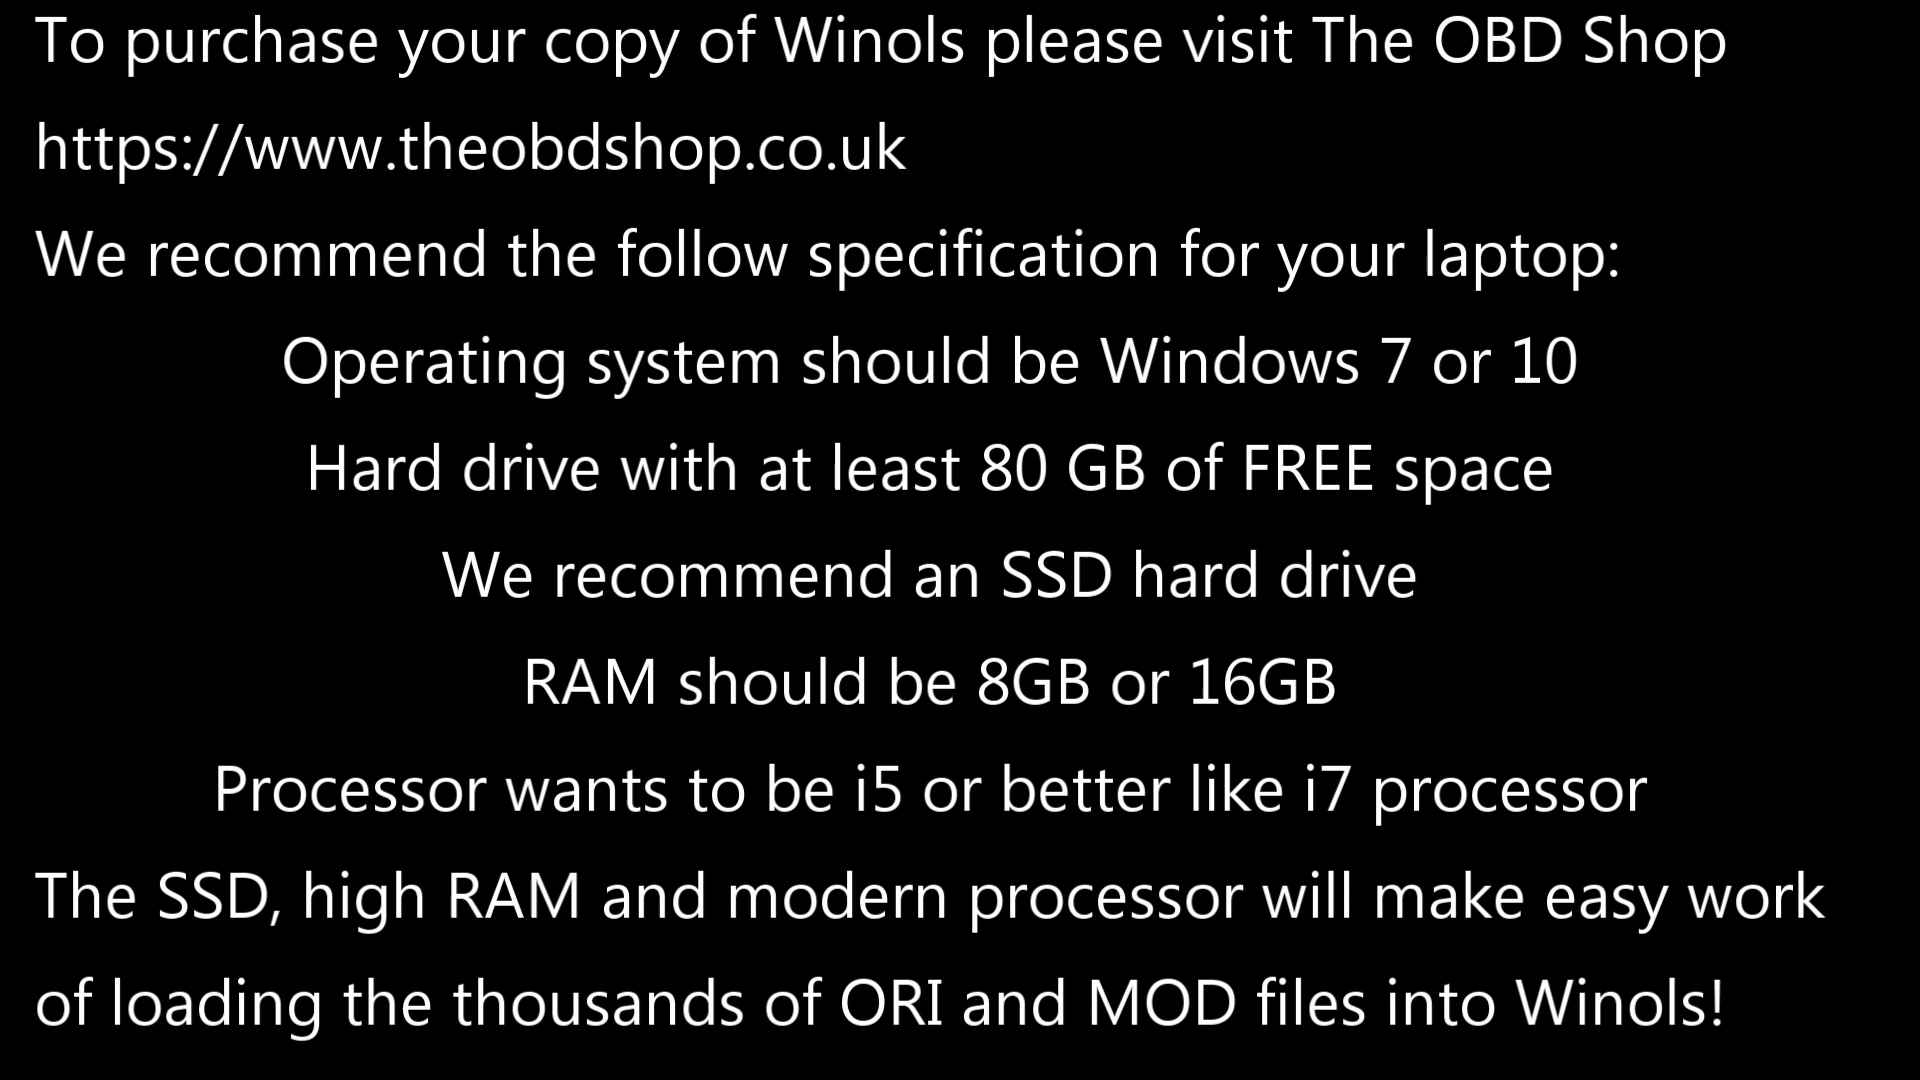 To purchase your copy of Winols please visit The OBD Shop
https://www.theobdshop.co.uk
We recommend the follow specification for your laptop:
Operating system should be Windows 7 or 10
Hard drive with at least 80 GB of FREE space
We recommend an SSD hard drive
RAM should be 8GB or 16GB
Processor wants to be i5 or better like i7 processor
The SSD, high RAM and modern processor will make easy work
of loading the thousands of ORI and MOD files into Winols!